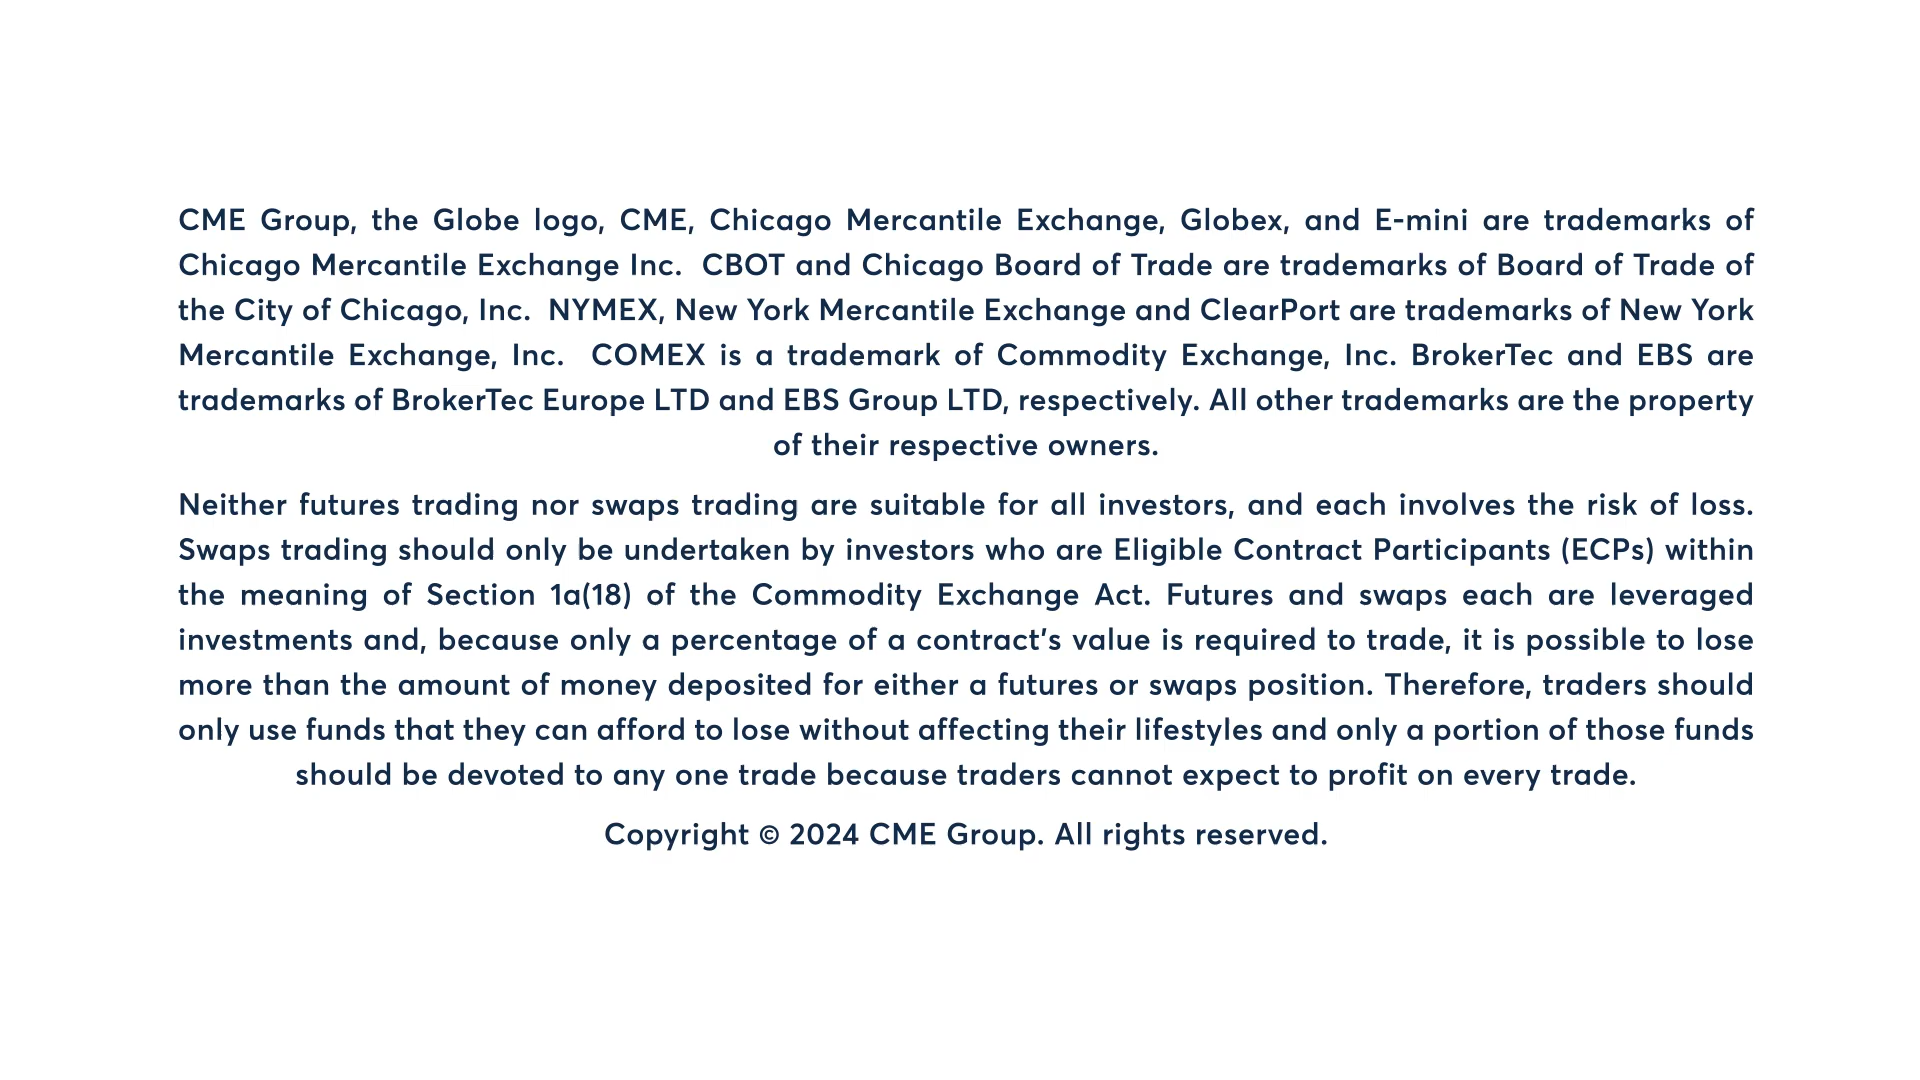 CME Group, the Globe logo, CME, Chicago Mercantile Exchange, Globex, and E-mini are trademarks of
Chicago Mercantile Exchange Inc.  CBOT and Chicago Board of Trade are trademarks of Board of Trade of
the City of Chicago, Inc.  NYMEX, New York Mercantile Exchange and ClearPort are trademarks of New York
Mercantile Exchange, Inc.  COMEX is a trademark of Commodity Exchange, Inc. BrokerTec and EBS are
trademarks of BrokerTec Europe LTD and EBS Group LTD, respectively. All other trademarks are the property
of their respective owners.
Neither futures trading nor swaps trading are suitable for all investors, and each involves the risk of loss.
Swaps trading should only be undertaken by investors who are Eligible Contract Participants (ECPs) within
the meaning of Section 1a(18) of the Commodity Exchange Act. Futures and swaps each are leveraged
investments and, because only a percentage of a contract’s value is required to trade, it is possible to lose
more than the amount of money deposited for either a futures or swaps position. Therefore, traders should
only use funds that they can afford to lose without affecting their lifestyles and only a portion of those funds
should be devoted to any one trade because traders cannot expect to profit on every trade.
Copyright © 2024 CME Group. All rights reserved.